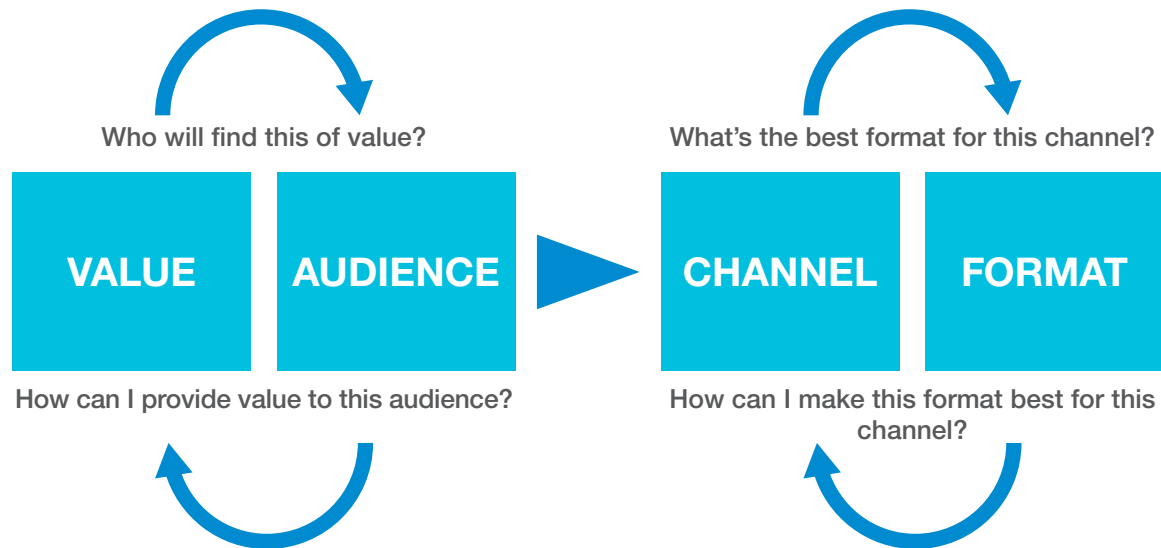 Who will find this of value?
What’s the best format for this channel?
VALUE
AUDIENCE
CHANNEL
FORMAT
How can I provide value to this audience?
How can I make this format best for this
channel?